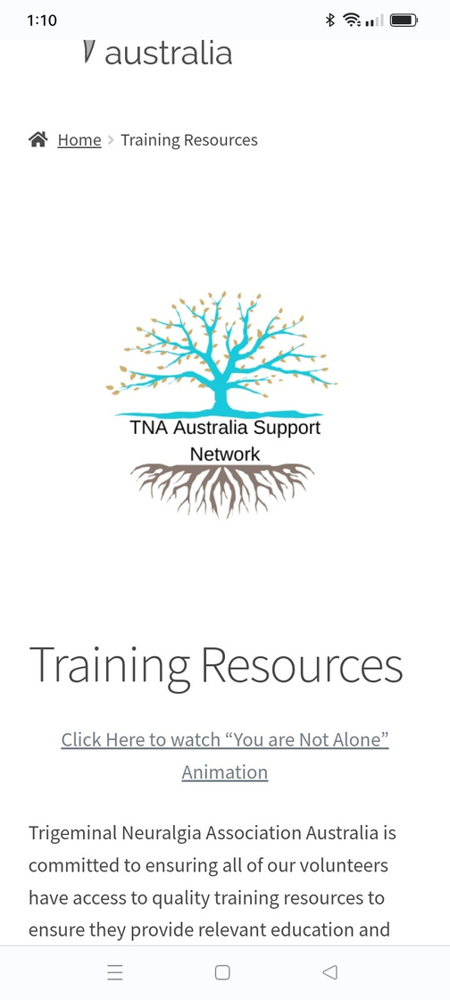 1:10
australia
Home > Training Resources
TNA Australia Support
Network
Training Resources
Click Here to watch “You are Not Alone”
Animation
Trigeminal Neuralgia Association Australia is
committed to ensuring all of our volunteers
have access to quality training resources to
ensure they provide relevant education and